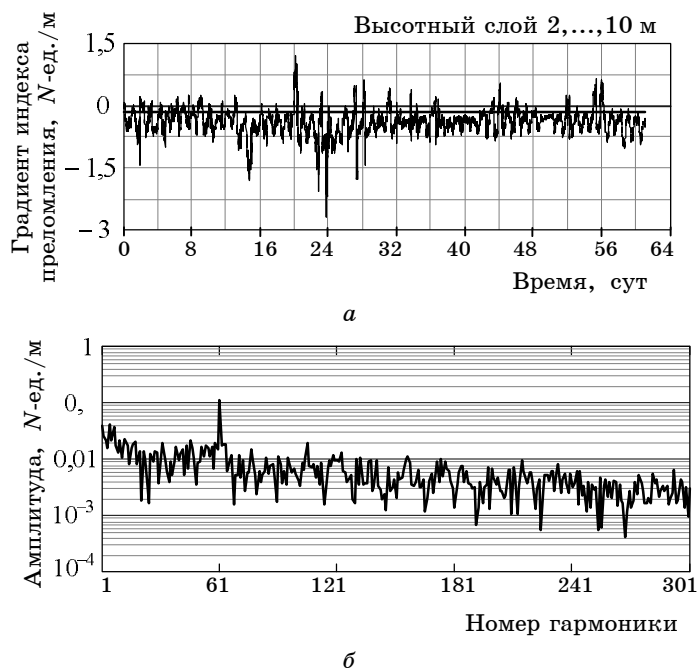 Высотный слой 2,...,10 м
Градиент индекса
преломления, N-ед./м
1,5
0
−1,5
−3
0 8 16 24 32 40 48 56 64
Время, сут
а
Амплитуда, N-ед./м
1
0,
0,01
10−3
10−4
1 61 121 181 241 301
Номер гармоники
б